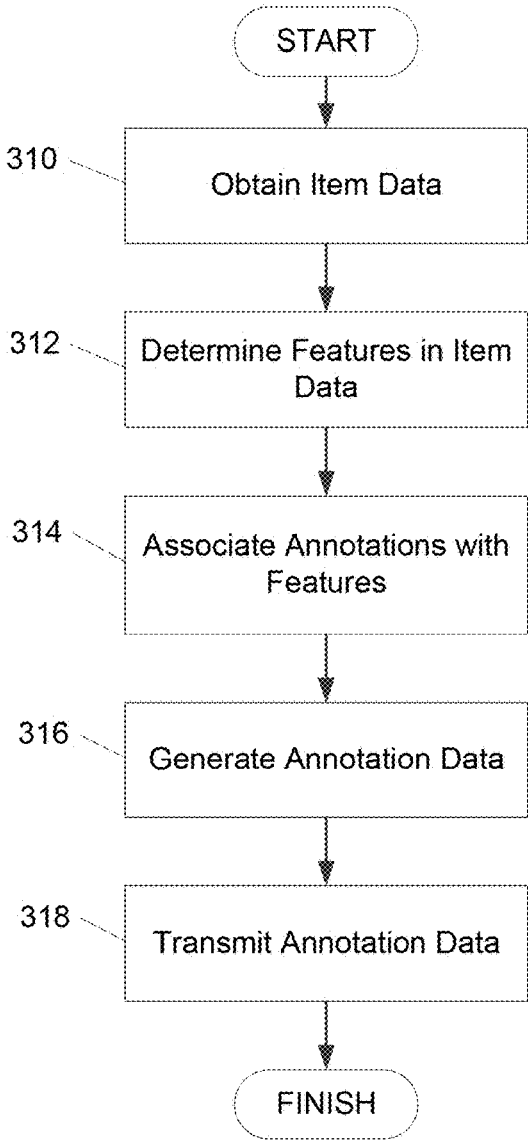 START
310
Obtain Item Data
312
Determine Features in Item
Data
314
Associate Annotations with
Features
316
Generate Annotation Data
318
Transmit Annotation Data
FINISH